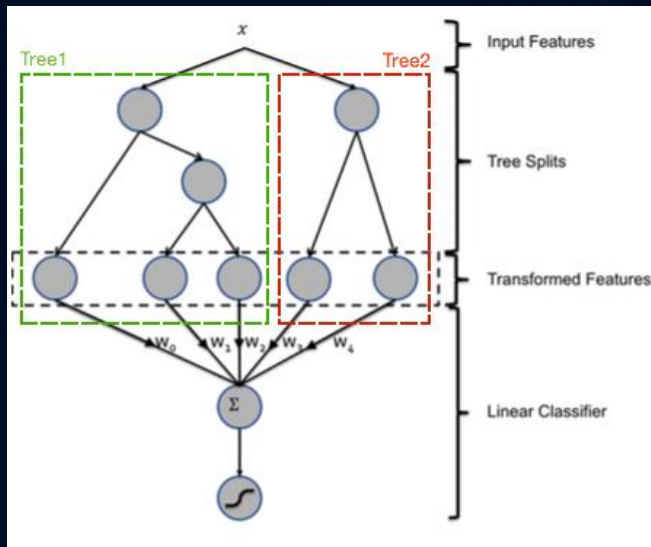 x
Input Features
Tree1
Tree2
Tree Splits
Transformed Features
W₀
W₁
W₂
W₃
W₄
Σ
Linear Classifier